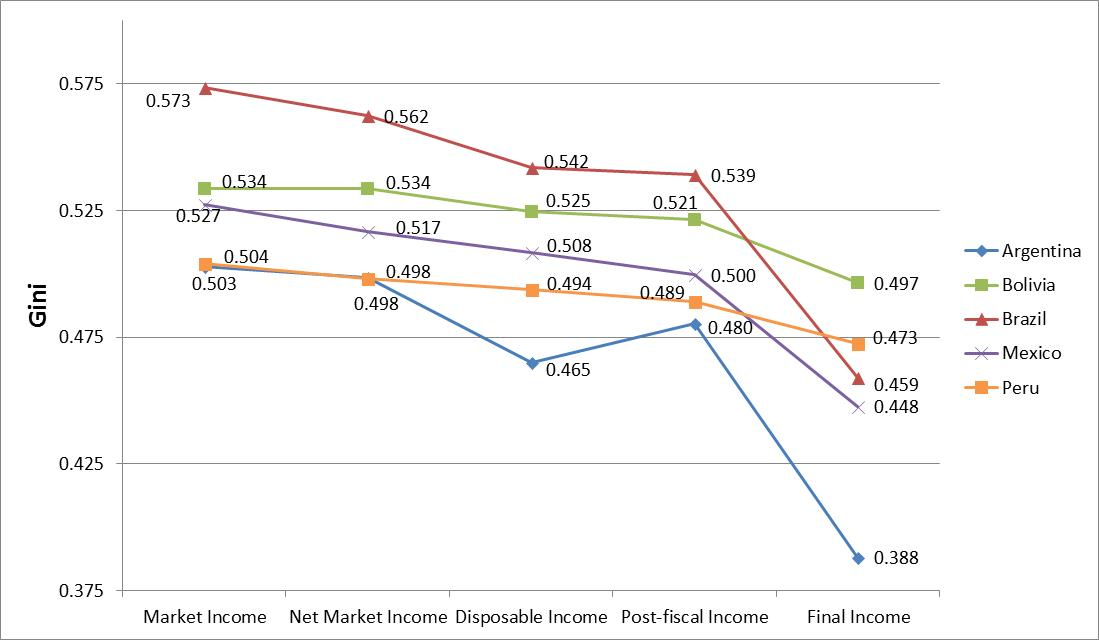 0.575
0.525
0.475
0.425
0.375
Gini
0.573
0.562
0.542
0.539
0.459
0.534
0.534
0.525
0.521
0.497
0.527
0.517
0.508
0.500
0.448
0.504
0.498
0.494
0.489
0.473
0.503
0.498
0.465
0.480
0.388
Market Income
Net Market Income
Disposable Income
Post-fiscal Income
Final Income
Argentina
Bolivia
Brazil
Mexico
Peru